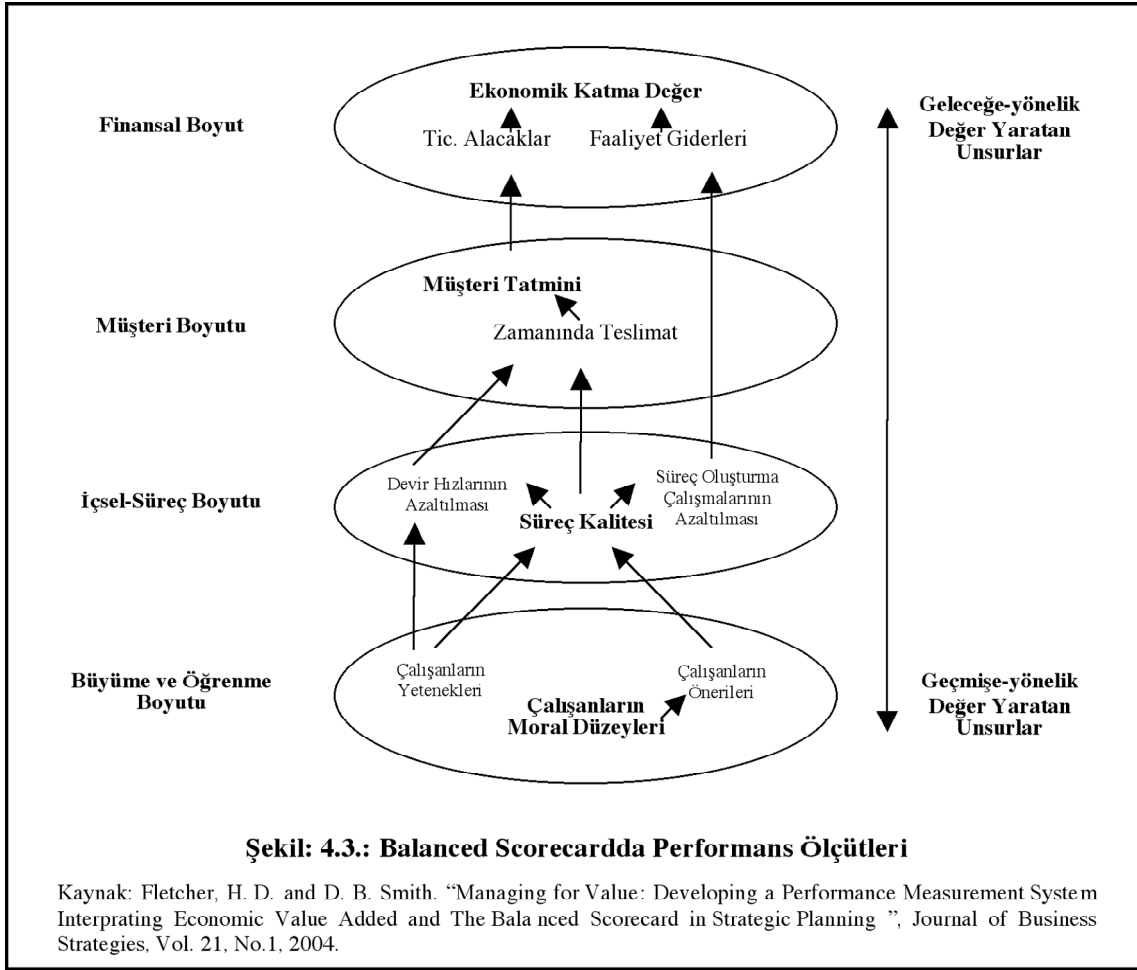 Ekonomik Katma Değer
Finansal Boyut
Tic. Alacaklar
Faaliyet Giderleri
Geleceğe-yönelik
Değer Yaratan
Unsurlar
Müşteri Tatmini
Müşteri Boyutu
Zamanında Teslimat
İçsel-Süreç Boyutu
Devir Hızlarının
Azaltılması
Süreç Oluşturma
Çalışmalarının
Azaltılması
Süreç Kalitesi
Büyüme ve Öğrenme
Boyutu
Çalışanların
Yetenekleri
Çalışanların
Önerileri
Çalışanların
Moral Düzeyleri
Geçmişe-yönelik
Değer Yaratan
Unsurlar
Şekil: 4.3.: Balanced Scorecardda Performans Ölçütleri
Kaynak: Fletcher, H. D. and D. B. Smith. “Managing for Value: Developing a Performance Measurement System
Interprating Economic Value Added and The Bala nced Scorecard in Strategic Planning ”, Journal of Business
Strategies, Vol. 21, No.1, 2004.